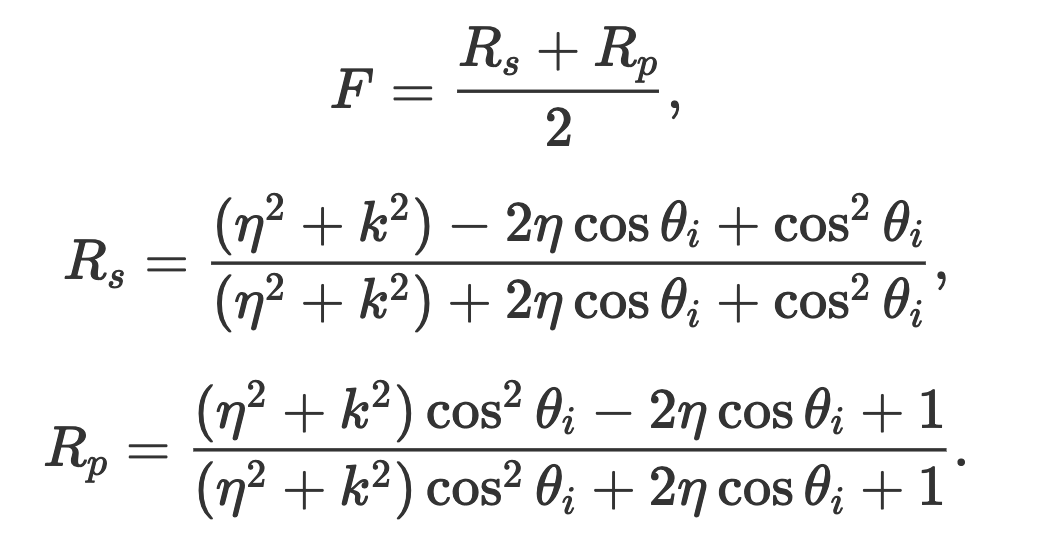 $F = \frac{R_s + R_p}{2},$
$R_s = \frac{(\eta^2 + k^2) - 2\eta \cos \theta_i + \cos^2 \theta_i}{(\eta^2 + k^2) + 2\eta \cos \theta_i + \cos^2 \theta_i},$
$R_p = \frac{(\eta^2 + k^2) \cos^2 \theta_i - 2\eta \cos \theta_i + 1}{(\eta^2 + k^2) \cos^2 \theta_i + 2\eta \cos \theta_i + 1}.$